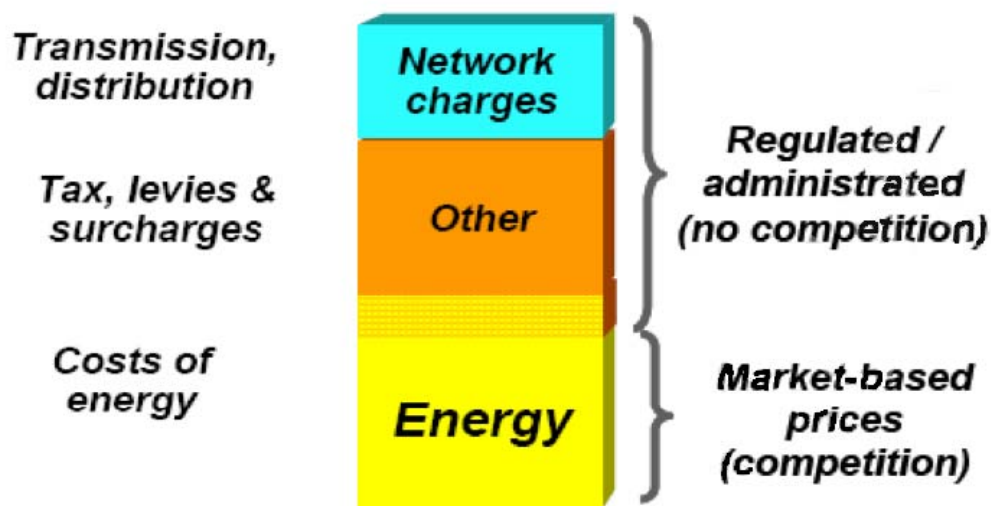 Transmission,
distribution
Network
charges
Tax, levies &
surcharges
Other
Regulated /
administrated
(no competition)
Costs of
energy
Energy
Market-based
prices
(competition)